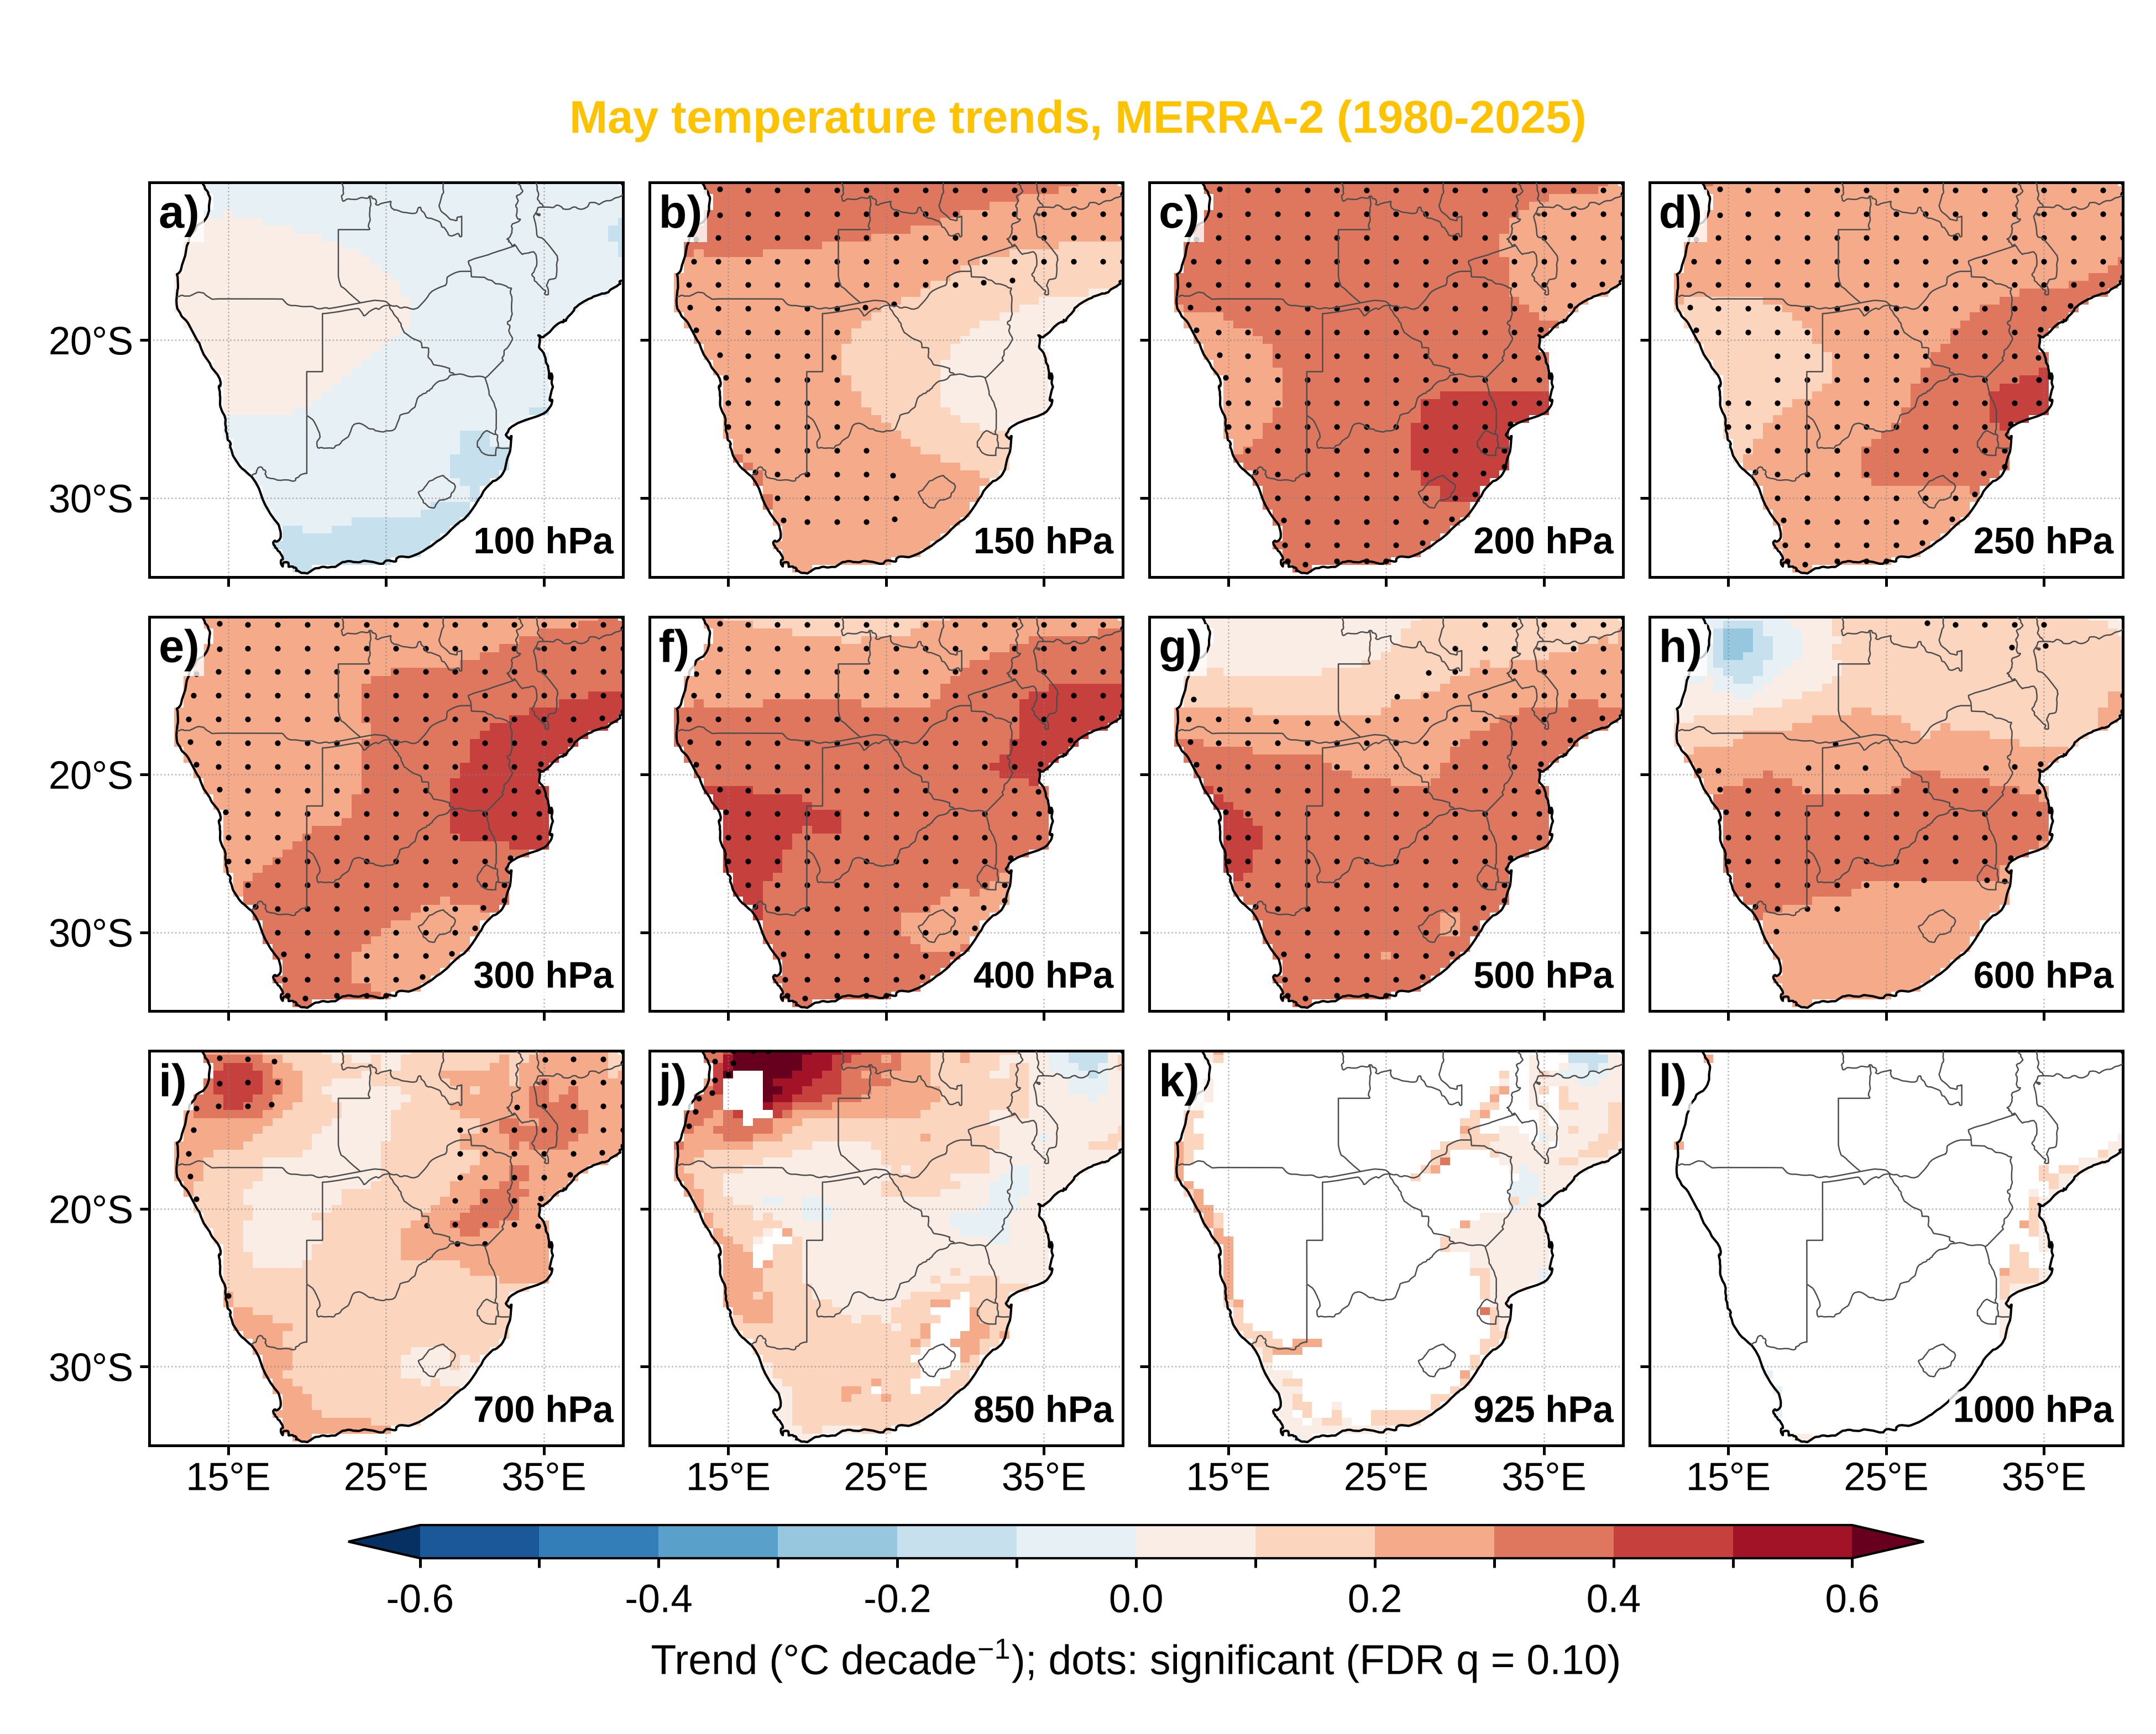 May temperature trends, MERRA-2 (1980-2025)
a) 100 hPa
b) 150 hPa
c) 200 hPa
d) 250 hPa
20°S
30°S
e) 300 hPa
f) 400 hPa
g) 500 hPa
h) 600 hPa
20°S
30°S
i) 700 hPa
j) 850 hPa
k) 925 hPa
l) 1000 hPa
20°S
30°S
15°E 25°E 35°E 15°E 25°E 35°E 15°E 25°E 35°E 15°E 25°E 35°E
-0.6 -0.4 -0.2 0.0 0.2 0.4 0.6
Trend (°C decade⁻¹); dots: significant (FDR q = 0.10)